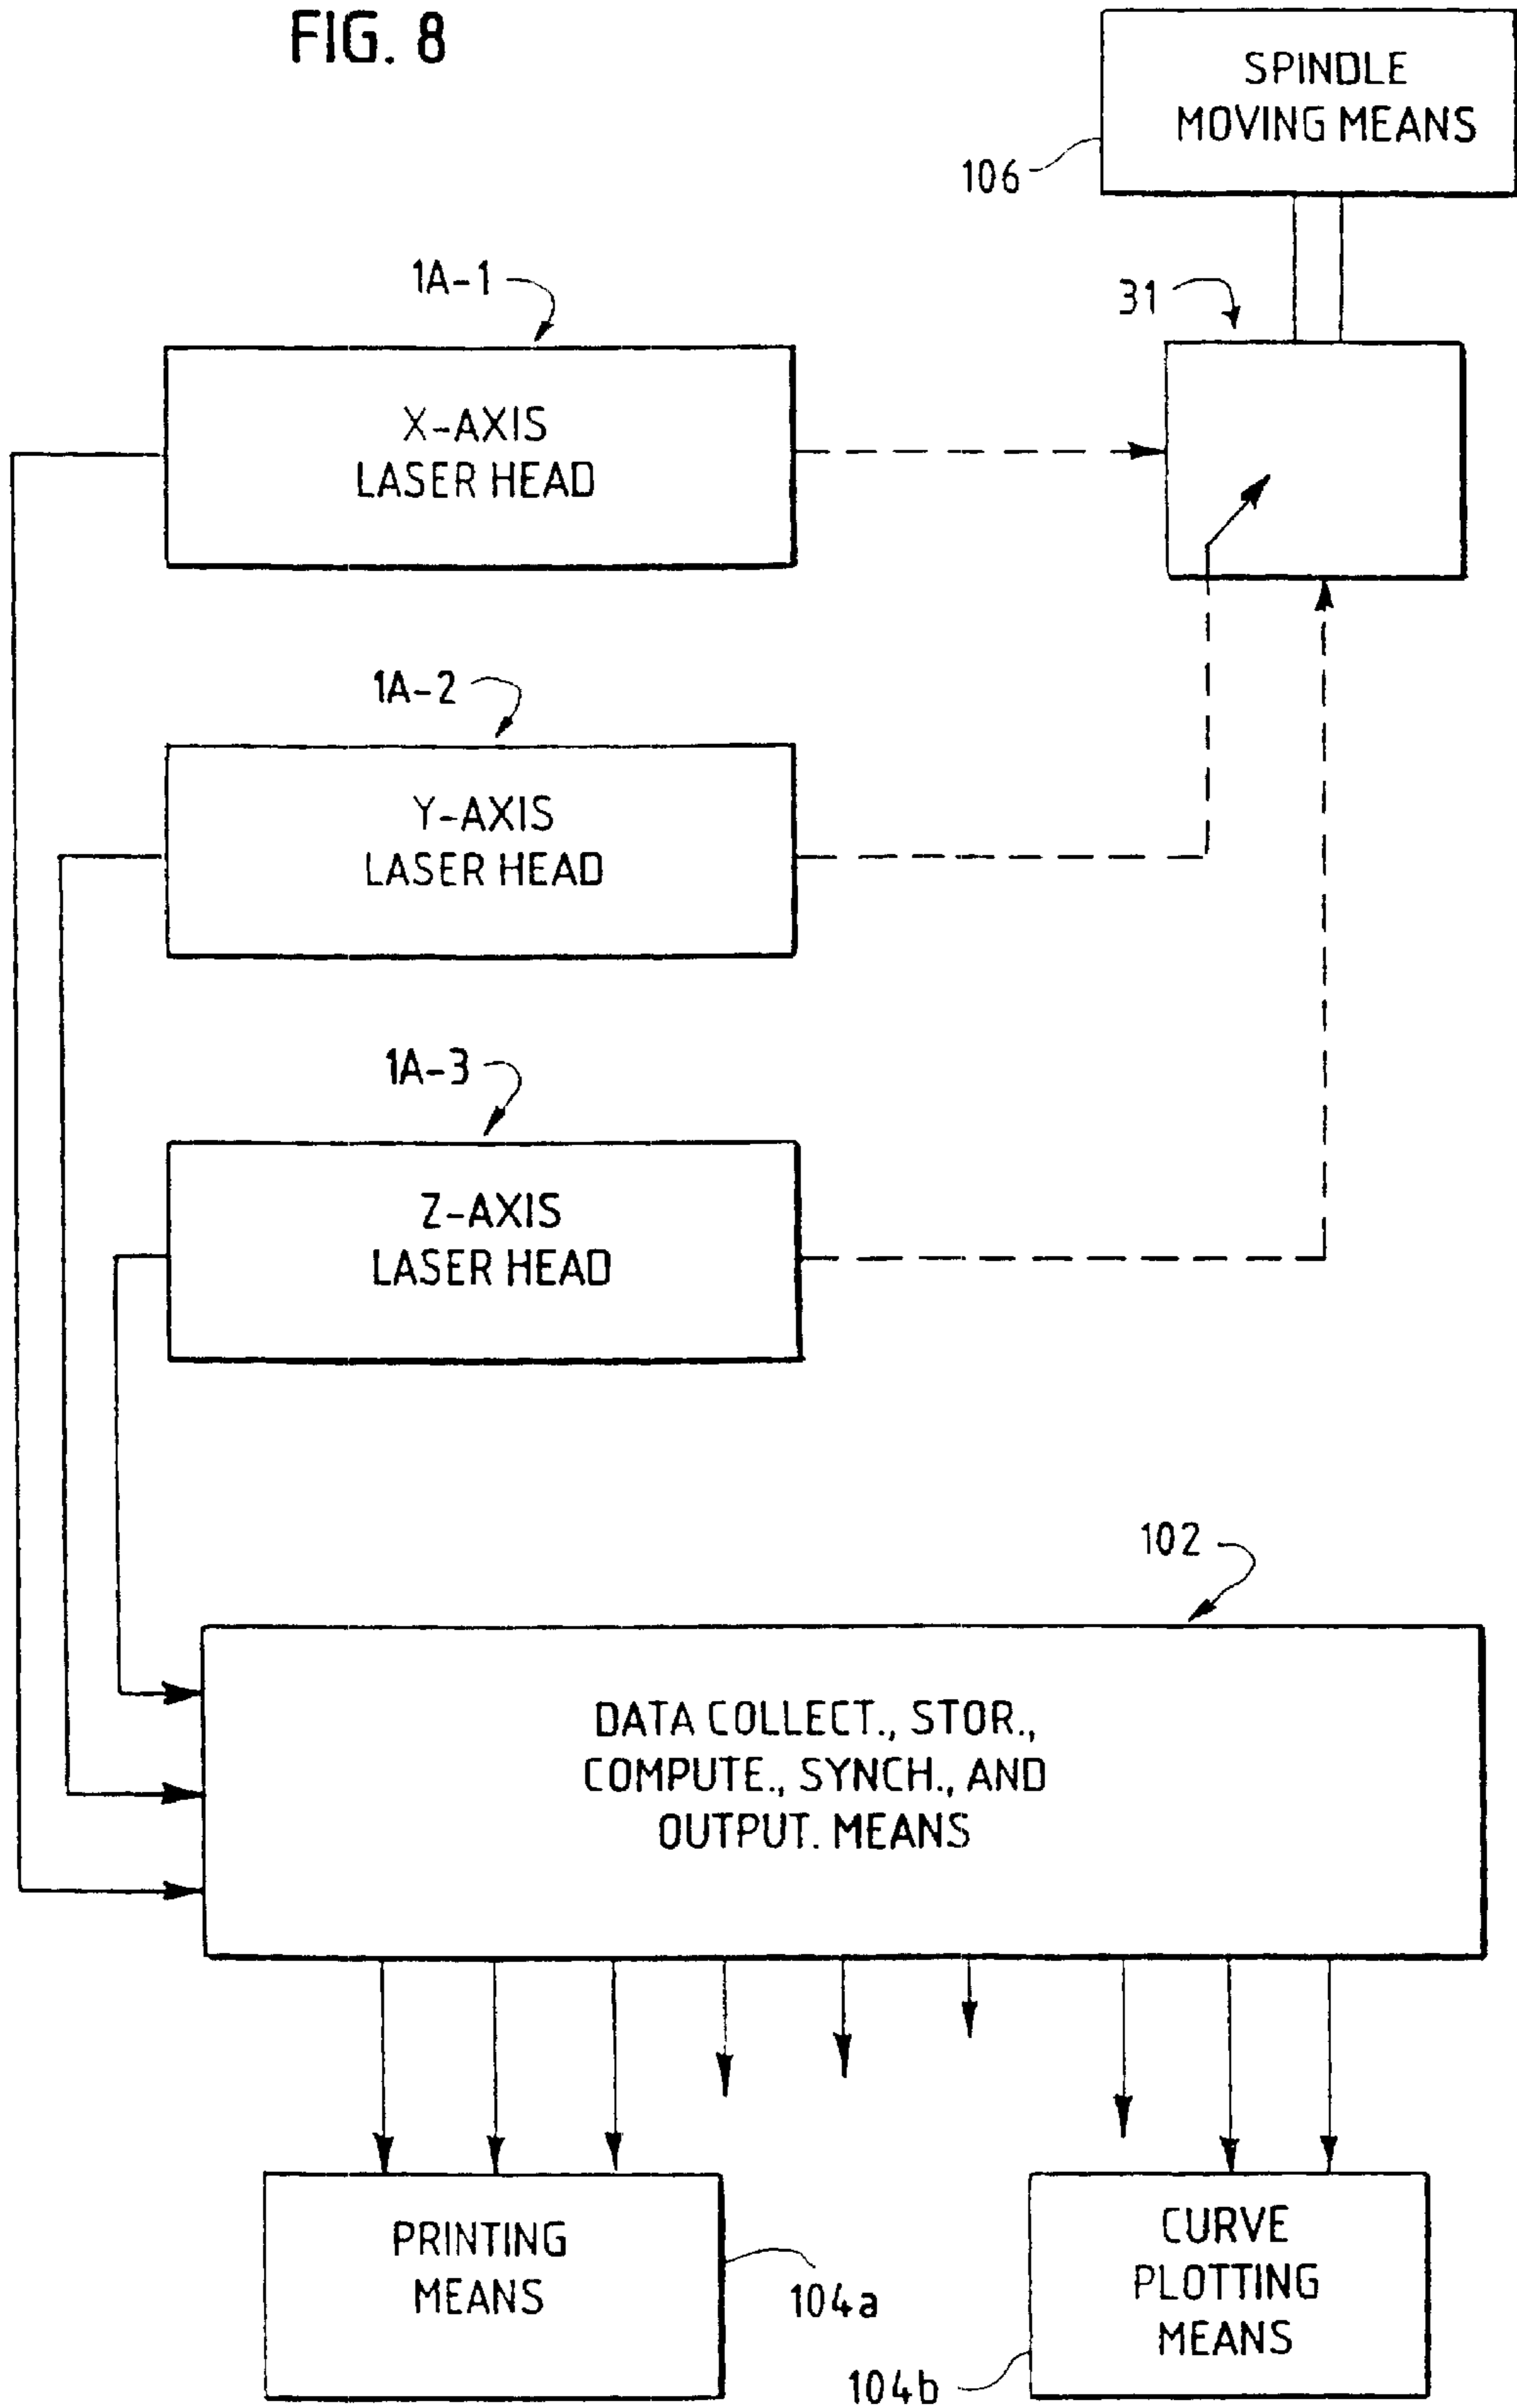 FIG. 8
SPINDLE
MOVING MEANS
106
1A-1
31
X-AXIS
LASER HEAD
1A-2
Y-AXIS
LASER HEAD
1A-3
Z-AXIS
LASER HEAD
102
DATA COLLECT., STOR.,
COMPUTE., SYNCH., AND
OUTPUT. MEANS
PRINTING
MEANS
104a
CURVE
PLOTTING
MEANS
104b